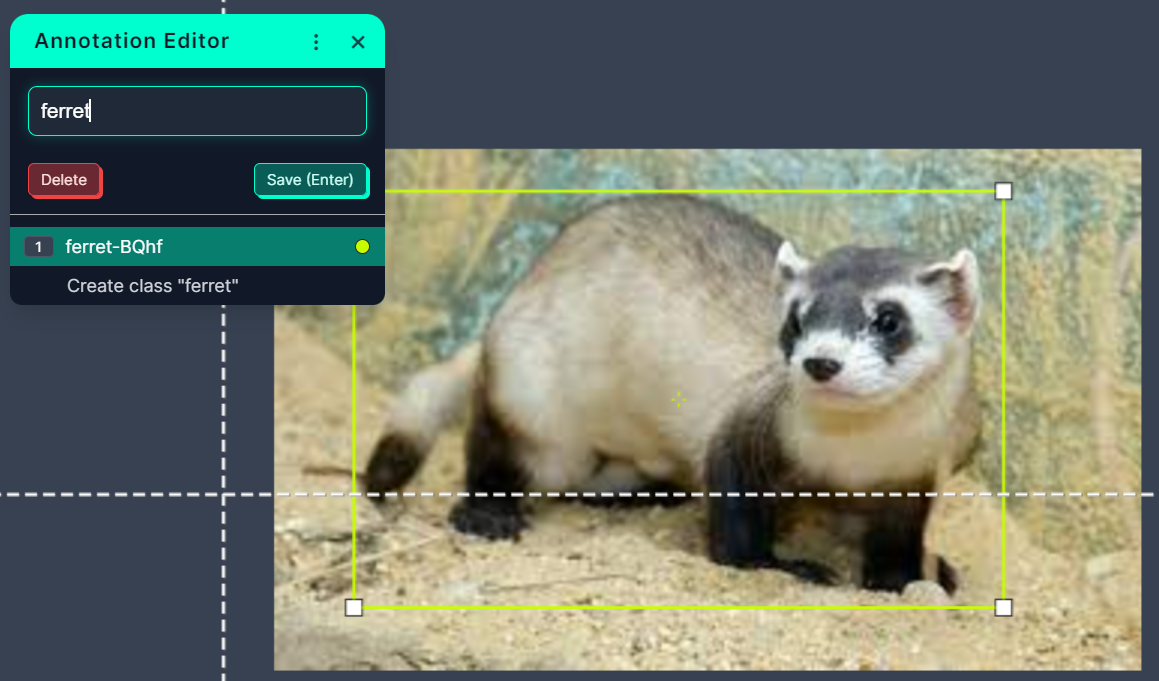 Annotation Editor
ferret
Delete
Save (Enter)
1 ferret-BQhf
Create class "ferret"